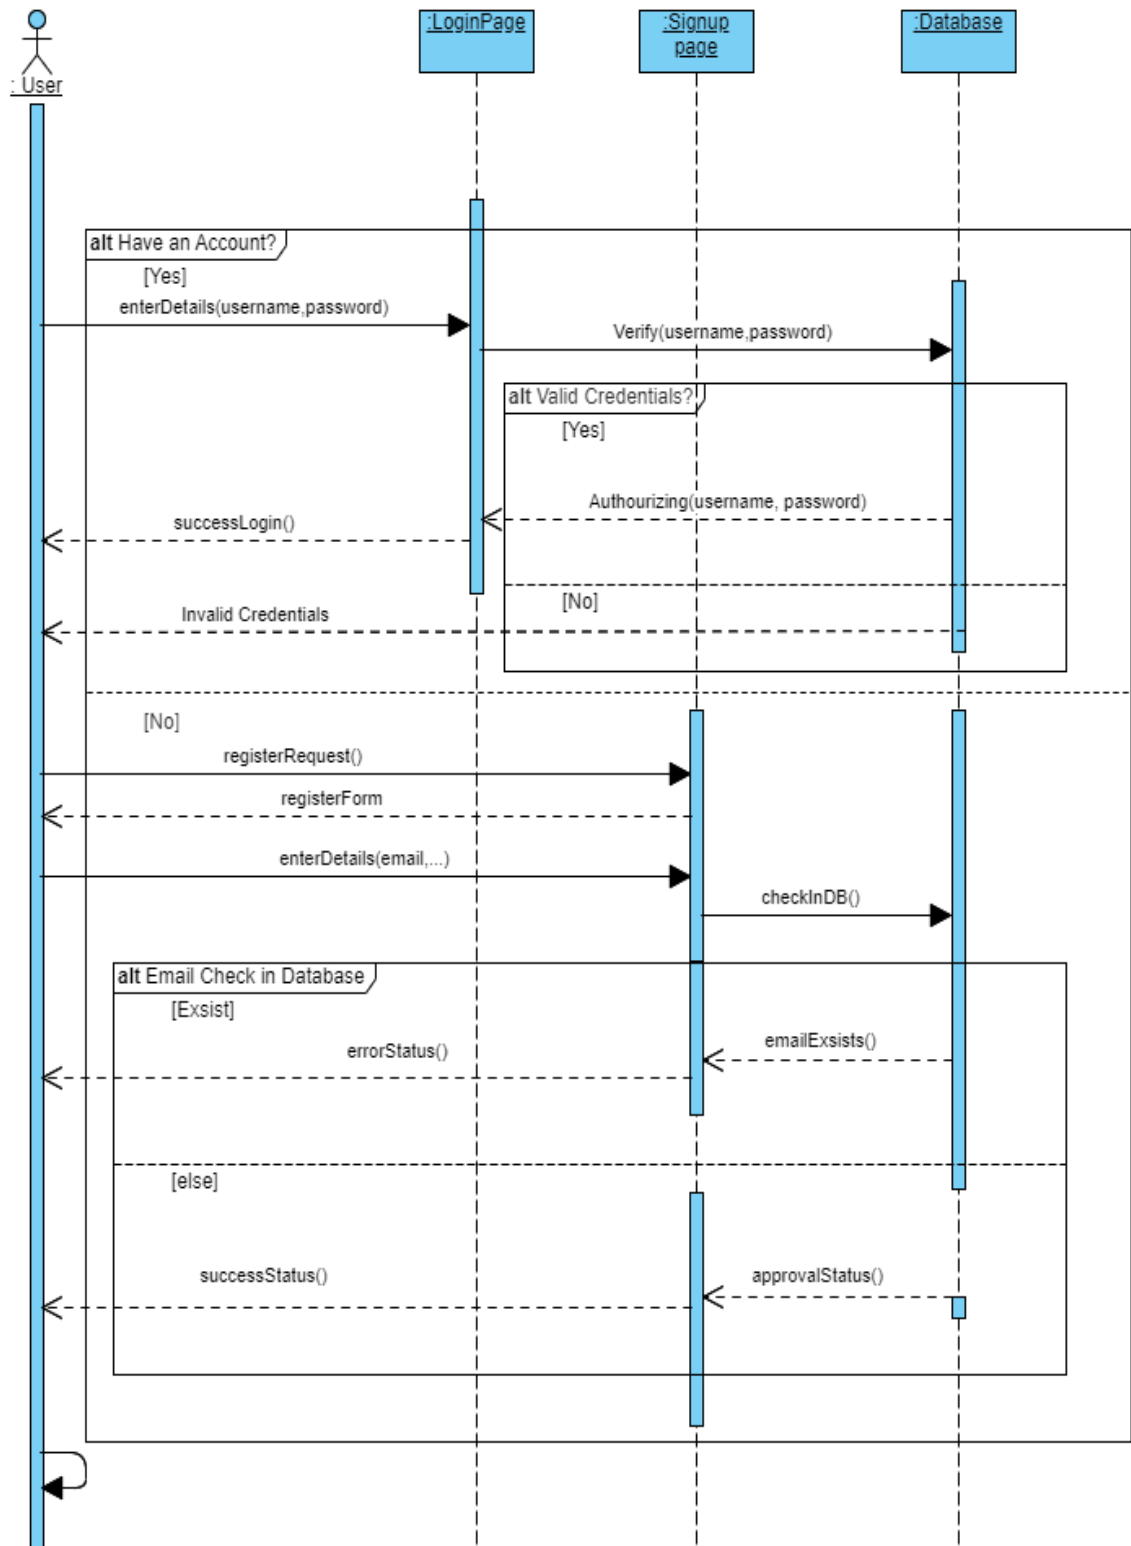 : User
:LoginPage
:Signup
page
:Database
alt Have an Account?
[Yes]
enterDetails(username,password)
Verify(username,password)
alt Valid Credentials?
[Yes]
Authourizing(username, password)
successLogin()
[No]
Invalid Credentials
[No]
registerRequest()
registerForm
enterDetails(email,...)
checkInDB()
alt Email Check in Database
[Exsist]
emailExsists()
errorStatus()
[else]
successStatus()
approvalStatus()